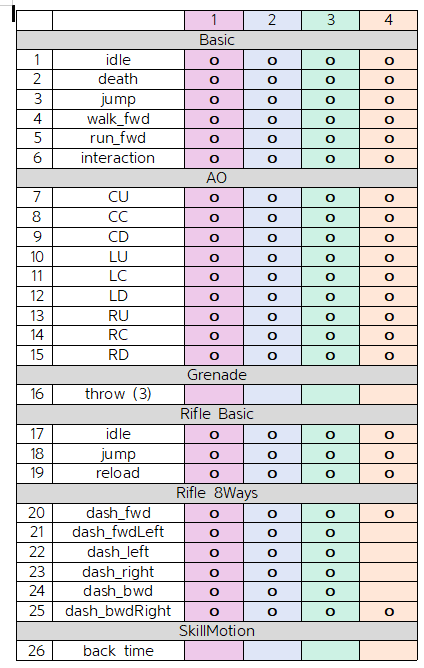 1 2 3 4
Basic
1 idle o o o o
2 death o o o o
3 jump o o o o
4 walk_fwd o o o o
5 run_fwd o o o o
6 interaction o o o o
AO
7 CU o o o o
8 CC o o o o
9 CD o o o o
10 LU o o o o
11 LC o o o o
12 LD o o o o
13 RU o o o o
14 RC o o o o
15 RD o o o o
Grenade
16 throw (3)
Rifle Basic
17 idle o o o o
18 jump o o o o
19 reload o o o o
Rifle 8Ways
20 dash_fwd o o o o
21 dash_fwdLeft o o o
22 dash_left o o o
23 dash_right o o o
24 dash_bwd o o o
25 dash_bwdRight o o o o
SkillMotion
26 back time